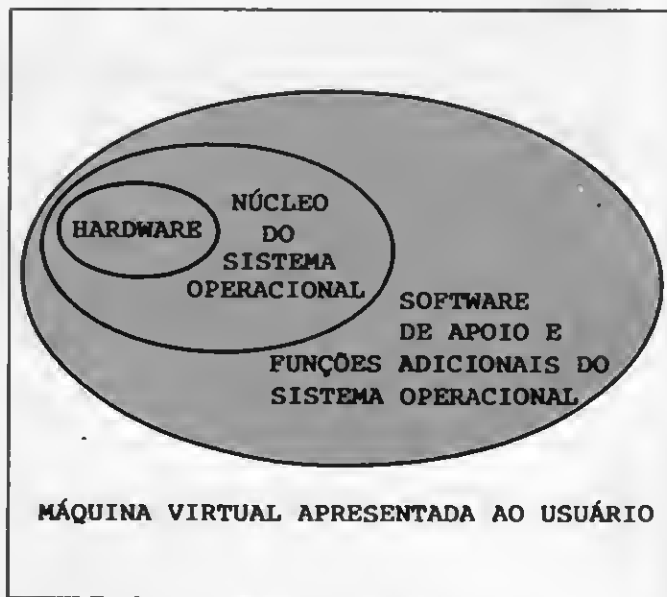 HARDWARE
NÚCLEO
DO
SISTEMA
OPERACIONAL
SOFTWARE
DE APOIO E
FUNÇÕES ADICIONAIS DO
SISTEMA OPERACIONAL
MÁQUINA VIRTUAL APRESENTADA AO USUÁRIO